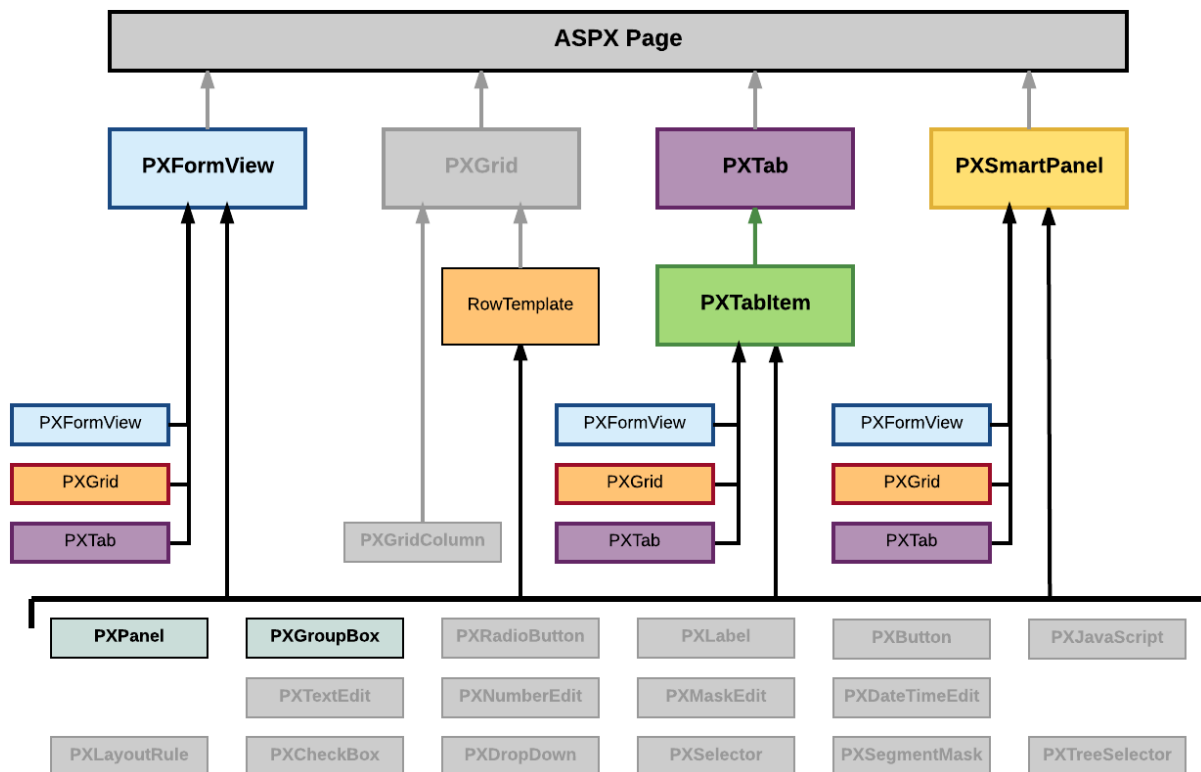 ASPX Page
PXFormView
PXGrid
PXTab
PXSmartPanel
RowTemplate
PXTabItem
PXFormView
PXFormView
PXFormView
PXGrid
PXGrid
PXGrid
PXTab
PXGridColumn
PXTab
PXTab
PXPanel
PXGroupBox
PXRadioButton
PXLabel
PXButton
PXJavaScript
PXTextEdit
PXNumberEdit
PXMaskEdit
PXDateTimeEdit
PXLayoutRule
PXCheckBox
PXDropDown
PXSelector
PXSegmentMask
PXTreeSelector